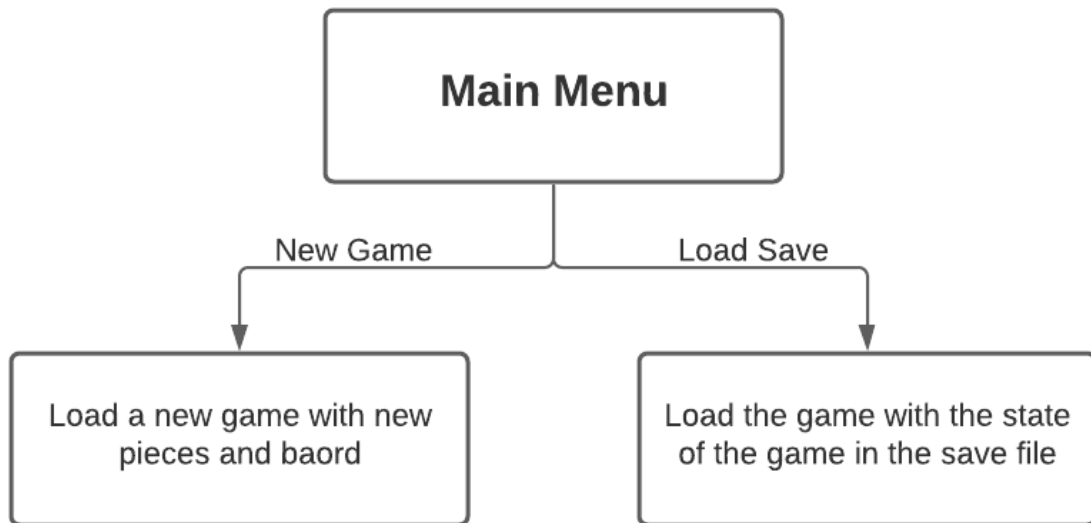 Main Menu
New Game
Load Save
Load a new game with new
pieces and baord
Load the game with the state
of the game in the save file